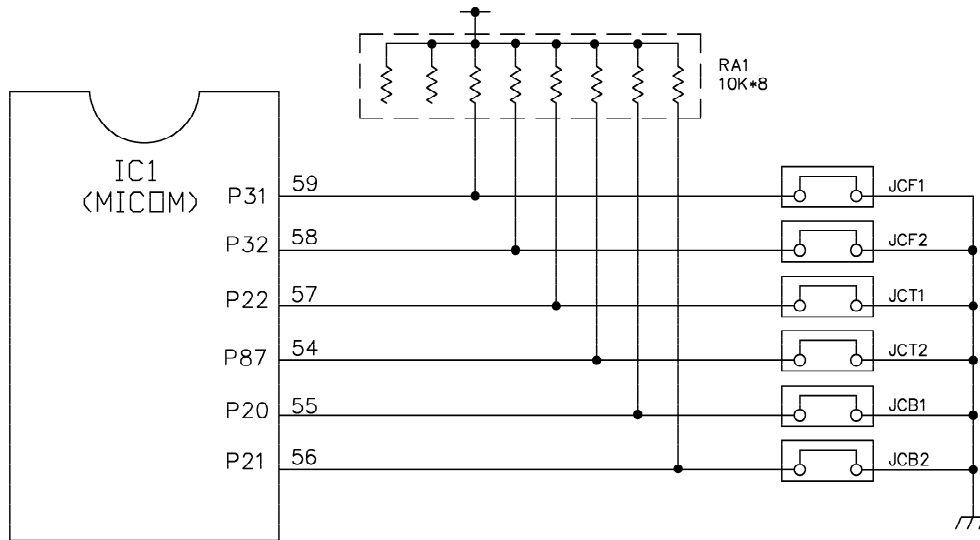 RA1
10K*8
IC1
(MICOM)
P31 59 JCF1
P32 58 JCF2
P22 57 JCT1
P87 54 JCT2
P20 55 JCB1
P21 56 JCB2